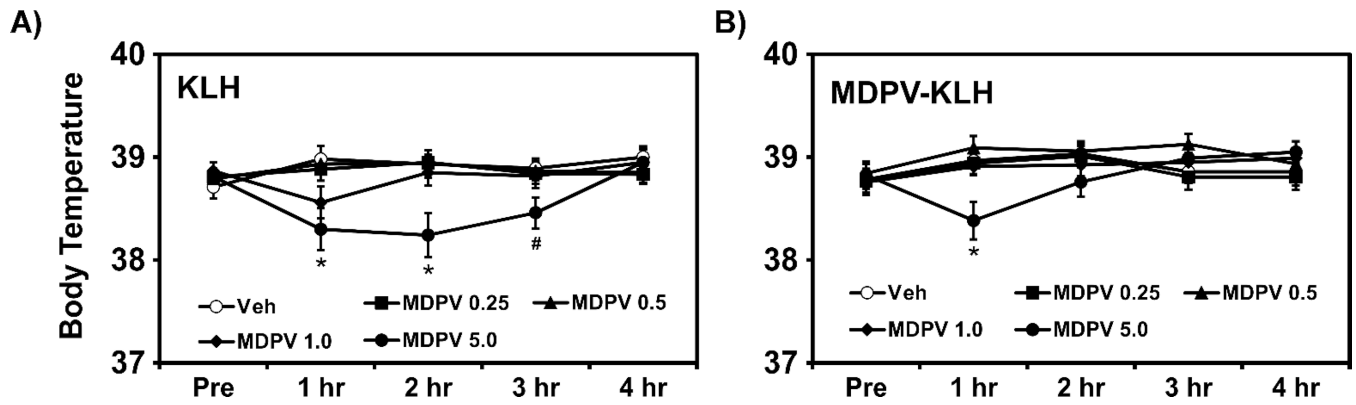 A)
B)
Body Temperature
40
39
38
37
KLH
*
*
#
Veh
MDPV 0.25
MDPV 0.5
MDPV 1.0
MDPV 5.0
Pre
1 hr
2 hr
3 hr
4 hr
40
39
38
37
MDPV-KLH
*
Veh
MDPV 0.25
MDPV 0.5
MDPV 1.0
MDPV 5.0
Pre
1 hr
2 hr
3 hr
4 hr